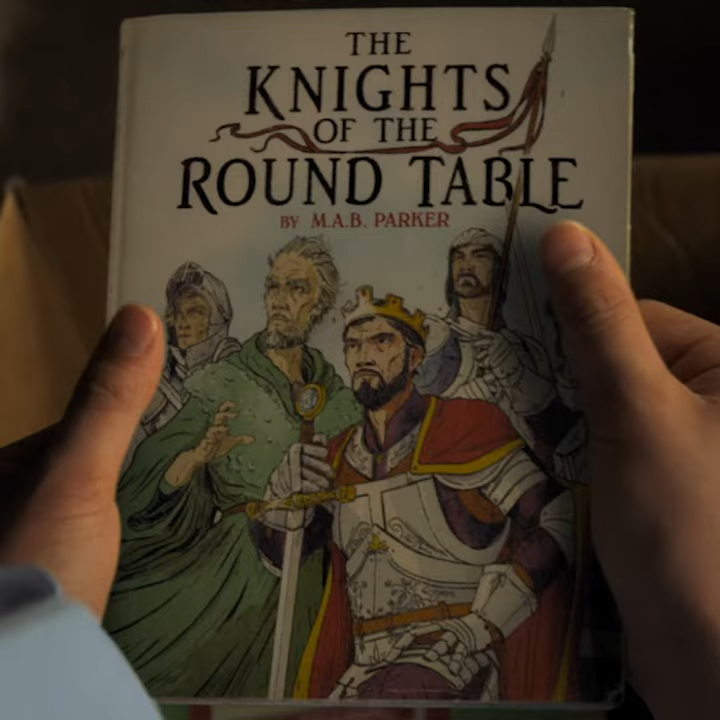 THE
KNIGHTS
OF THE
ROUND TABLE
BY M.A.B. PARKER